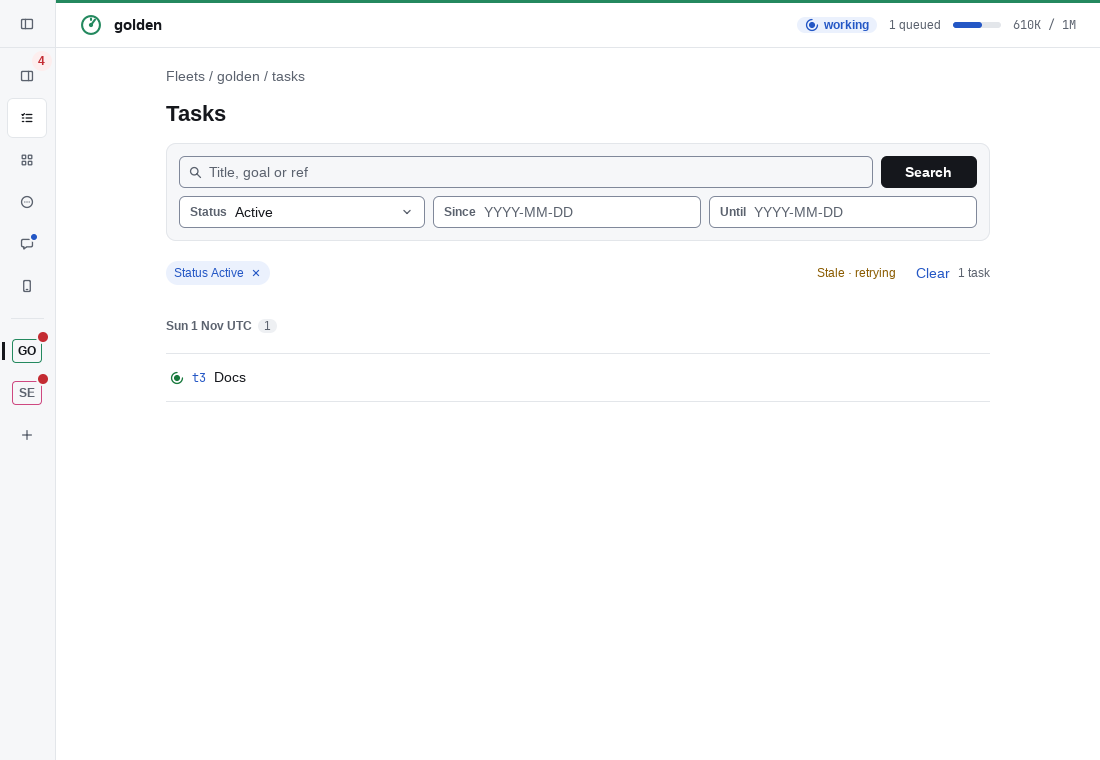 golden
working
1 queued
610K / 1M
4
Fleets / golden / tasks
Tasks
Title, goal or ref
Search
Status Active
Since YYYY-MM-DD
Until YYYY-MM-DD
Status Active ×
Stale · retrying
Clear
1 task
Sun 1 Nov UTC 1
GO
t3 Docs
SE